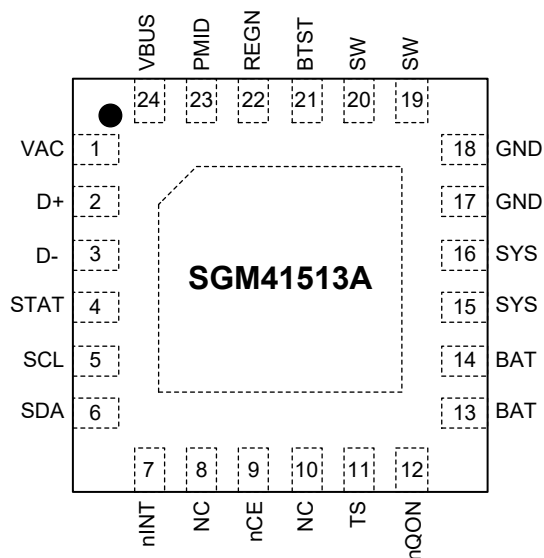 VBUS PMID REGN BTST SW SW
24 23 22 21 20 19
VAC 1 18 GND
D+ 2 17 GND
D- 3 16 SYS
SGM41513A
STAT 4 15 SYS
SCL 5 14 BAT
SDA 6 13 BAT
7 8 9 10 11 12
nINT NC nCE NC TS nQON